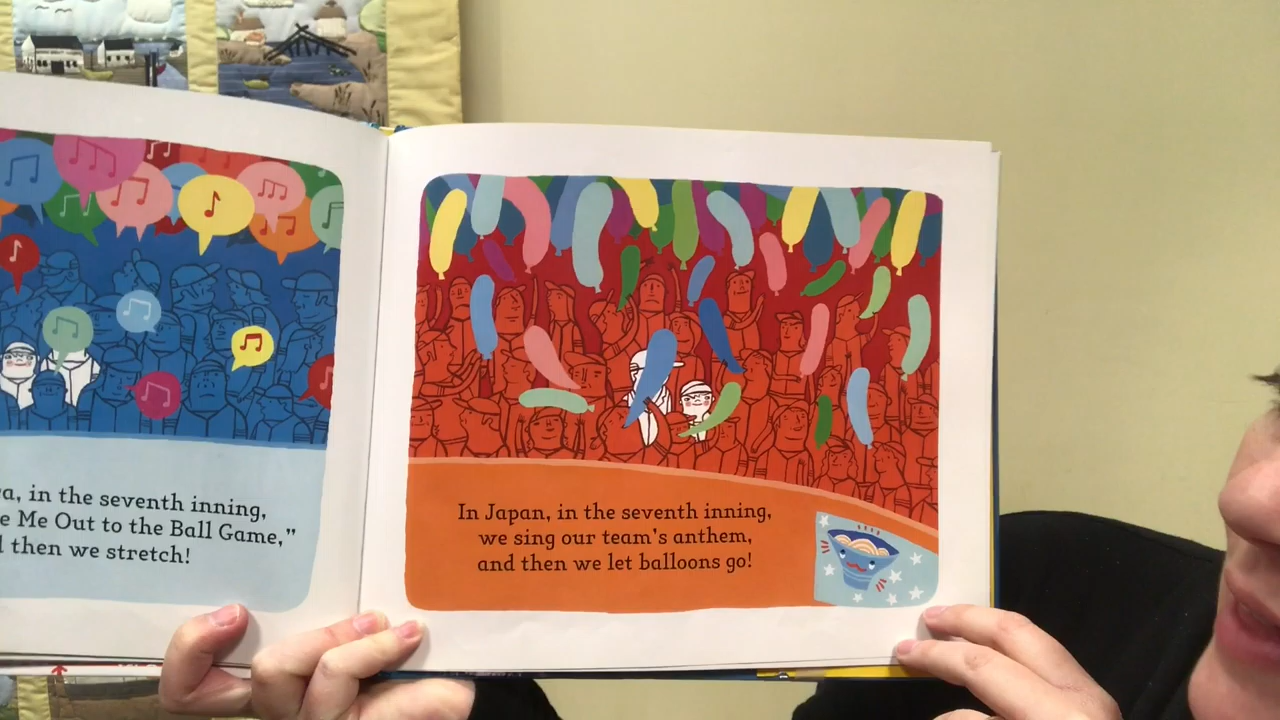 in the seventh inning,
Me Out to the Ball Game,”
then we stretch!
In Japan, in the seventh inning,
we sing our team’s anthem,
and then we let balloons go!